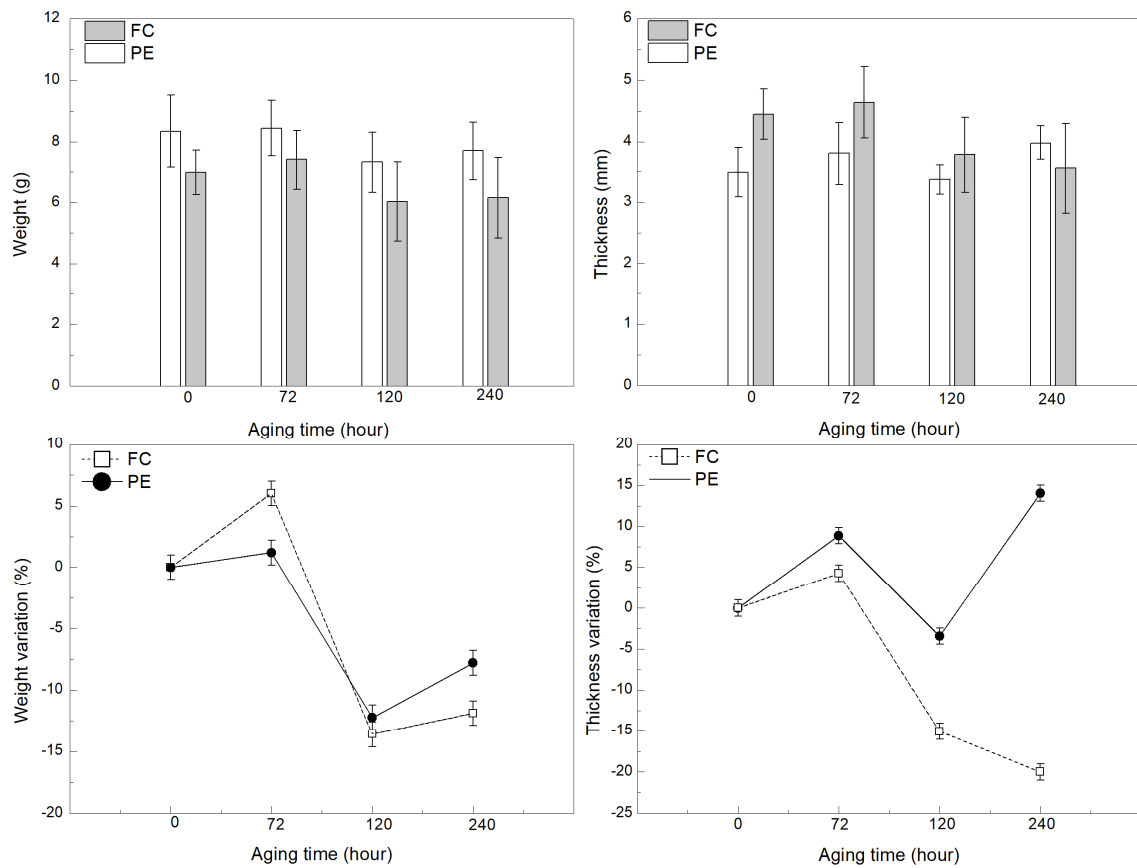 12
10
8
6
4
2
0
Weight (g)
FC
PE
0
72
120
240
Aging time (hour)
6
5
4
3
2
1
0
Thickness (mm)
FC
PE
0
72
120
240
Aging time (hour)
10
5
0
-5
-10
-15
-20
Weight variation (%)
FC
PE
0
72
120
240
Aging time (hour)
20
15
10
5
0
-5
-10
-15
-20
-25
Thickness variation (%)
FC
PE
0
72
120
240
Aging time (hour)